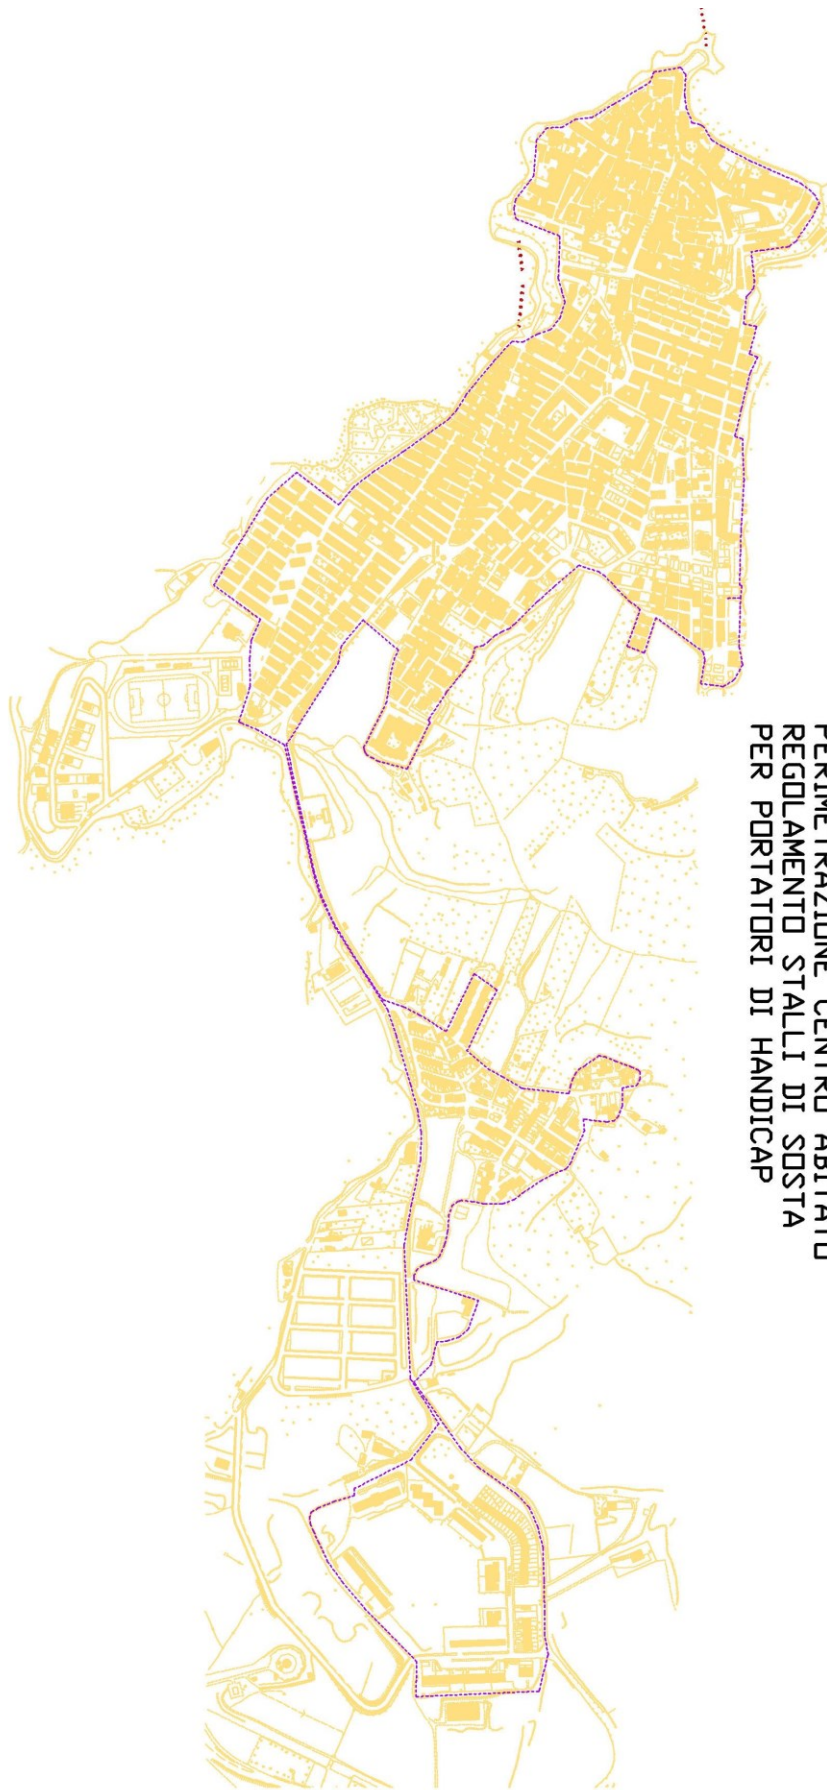 PERIMETRAZIONE CENTRO ABITATO
REGOLAMENTO STALLI DI SOSTA
PER PORTATORI DI HANDICAP